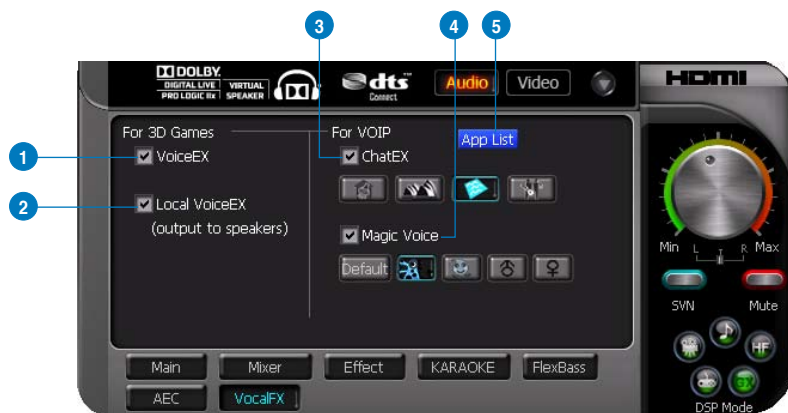 3 4 5
DOLBY
DIGITAL LIVE
PRO LOGIC IIx
VIRTUAL
SPEAKER
dts
Connect
Audio Video
HDMI
For 3D Games For VOIP App List
1 VoiceEX ChatEX
2 Local VoiceEX
(output to speakers)
Magic Voice
Default
Min L T R Max
SVN Mute
HF
GX
DSP Mode
Main Mixer Effect KARAOKE FlexBass
AEC VocalFX